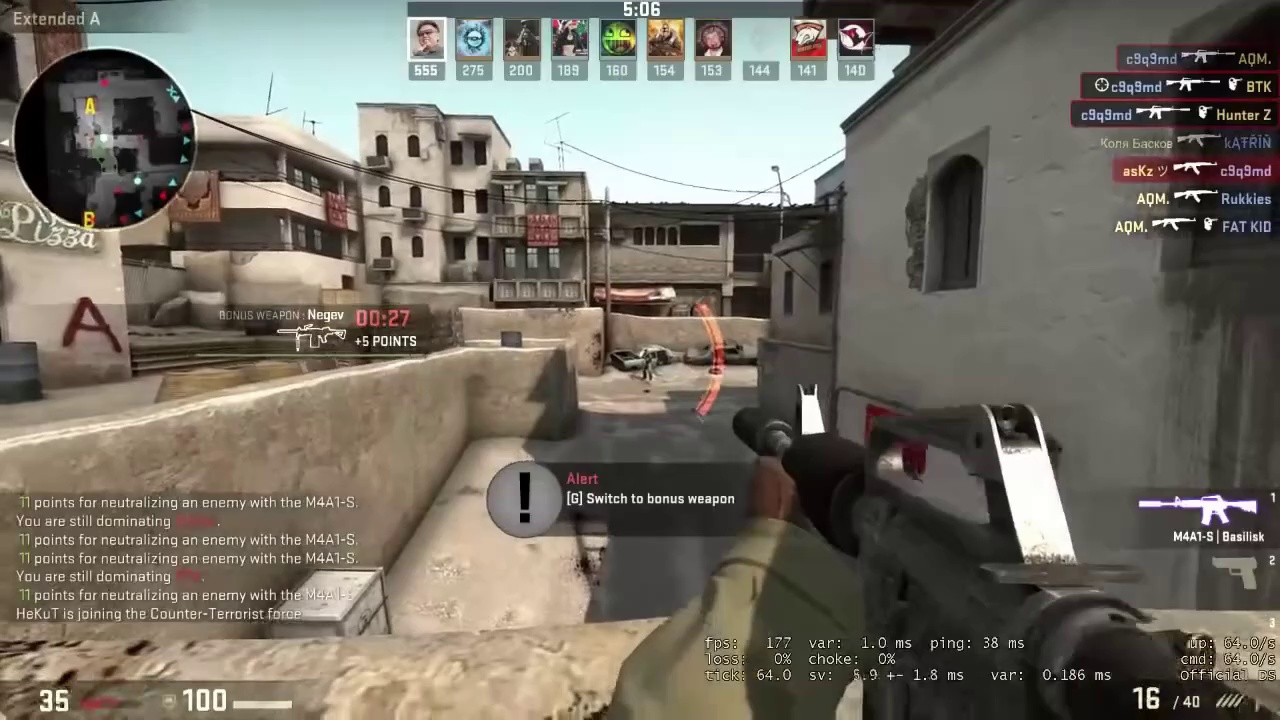 Extended A
5:06
555 275 200 189 160 154 153 144 141 140
c9q9md AQM.
c9q9md BTK
c9q9md Hunter Z
Коля Басков kAŦŘĪŇ
asKz ツ c9q9md
AQM. Rukkies
AQM. FAT KID
A
B
Pizza
A
BONUS WEAPON : Negev 00:27
+5 POINTS
Alert
[G] Switch to bonus weapon
11 points for neutralizing an enemy with the M4A1-S.
You are still dominating
11 points for neutralizing an enemy with the M4A1-S.
11 points for neutralizing an enemy with the M4A1-S.
You are still dominating
11 points for neutralizing an enemy with the M4A1-S.
HeKuT is joining the Counter-Terrorist force
1
M4A1-S | Basilisk
2
3
fps: 177 var: 1.0 ms ping: 38 ms
loss: 0% choke: 0%
tick: 64.0 sv: 5.9 +- 1.8 ms var: 0.186 ms
up: 64.0/s
cmd: 64.0/s
Official DS
35 100
16 / 40